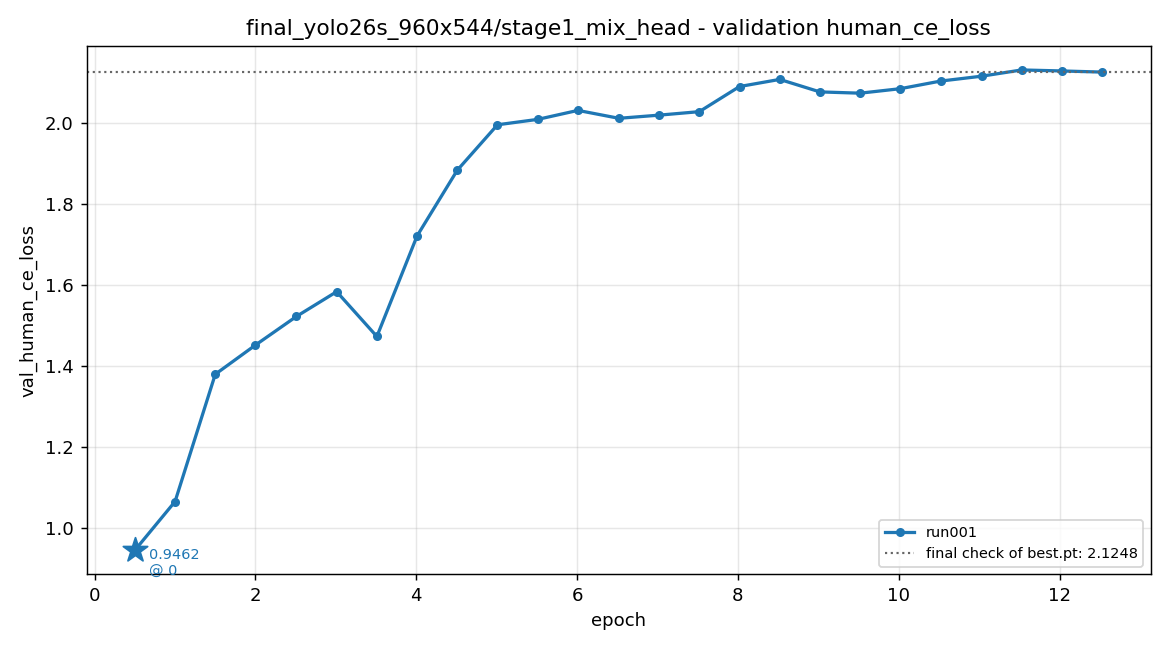 final_yolo26s_960x544/stage1_mix_head - validation human_ce_loss
val_human_ce_loss
2.0
1.8
1.6
1.4
1.2
1.0
0.9462
@ 0
run001
final check of best.pt: 2.1248
0 2 4 6 8 10 12
epoch